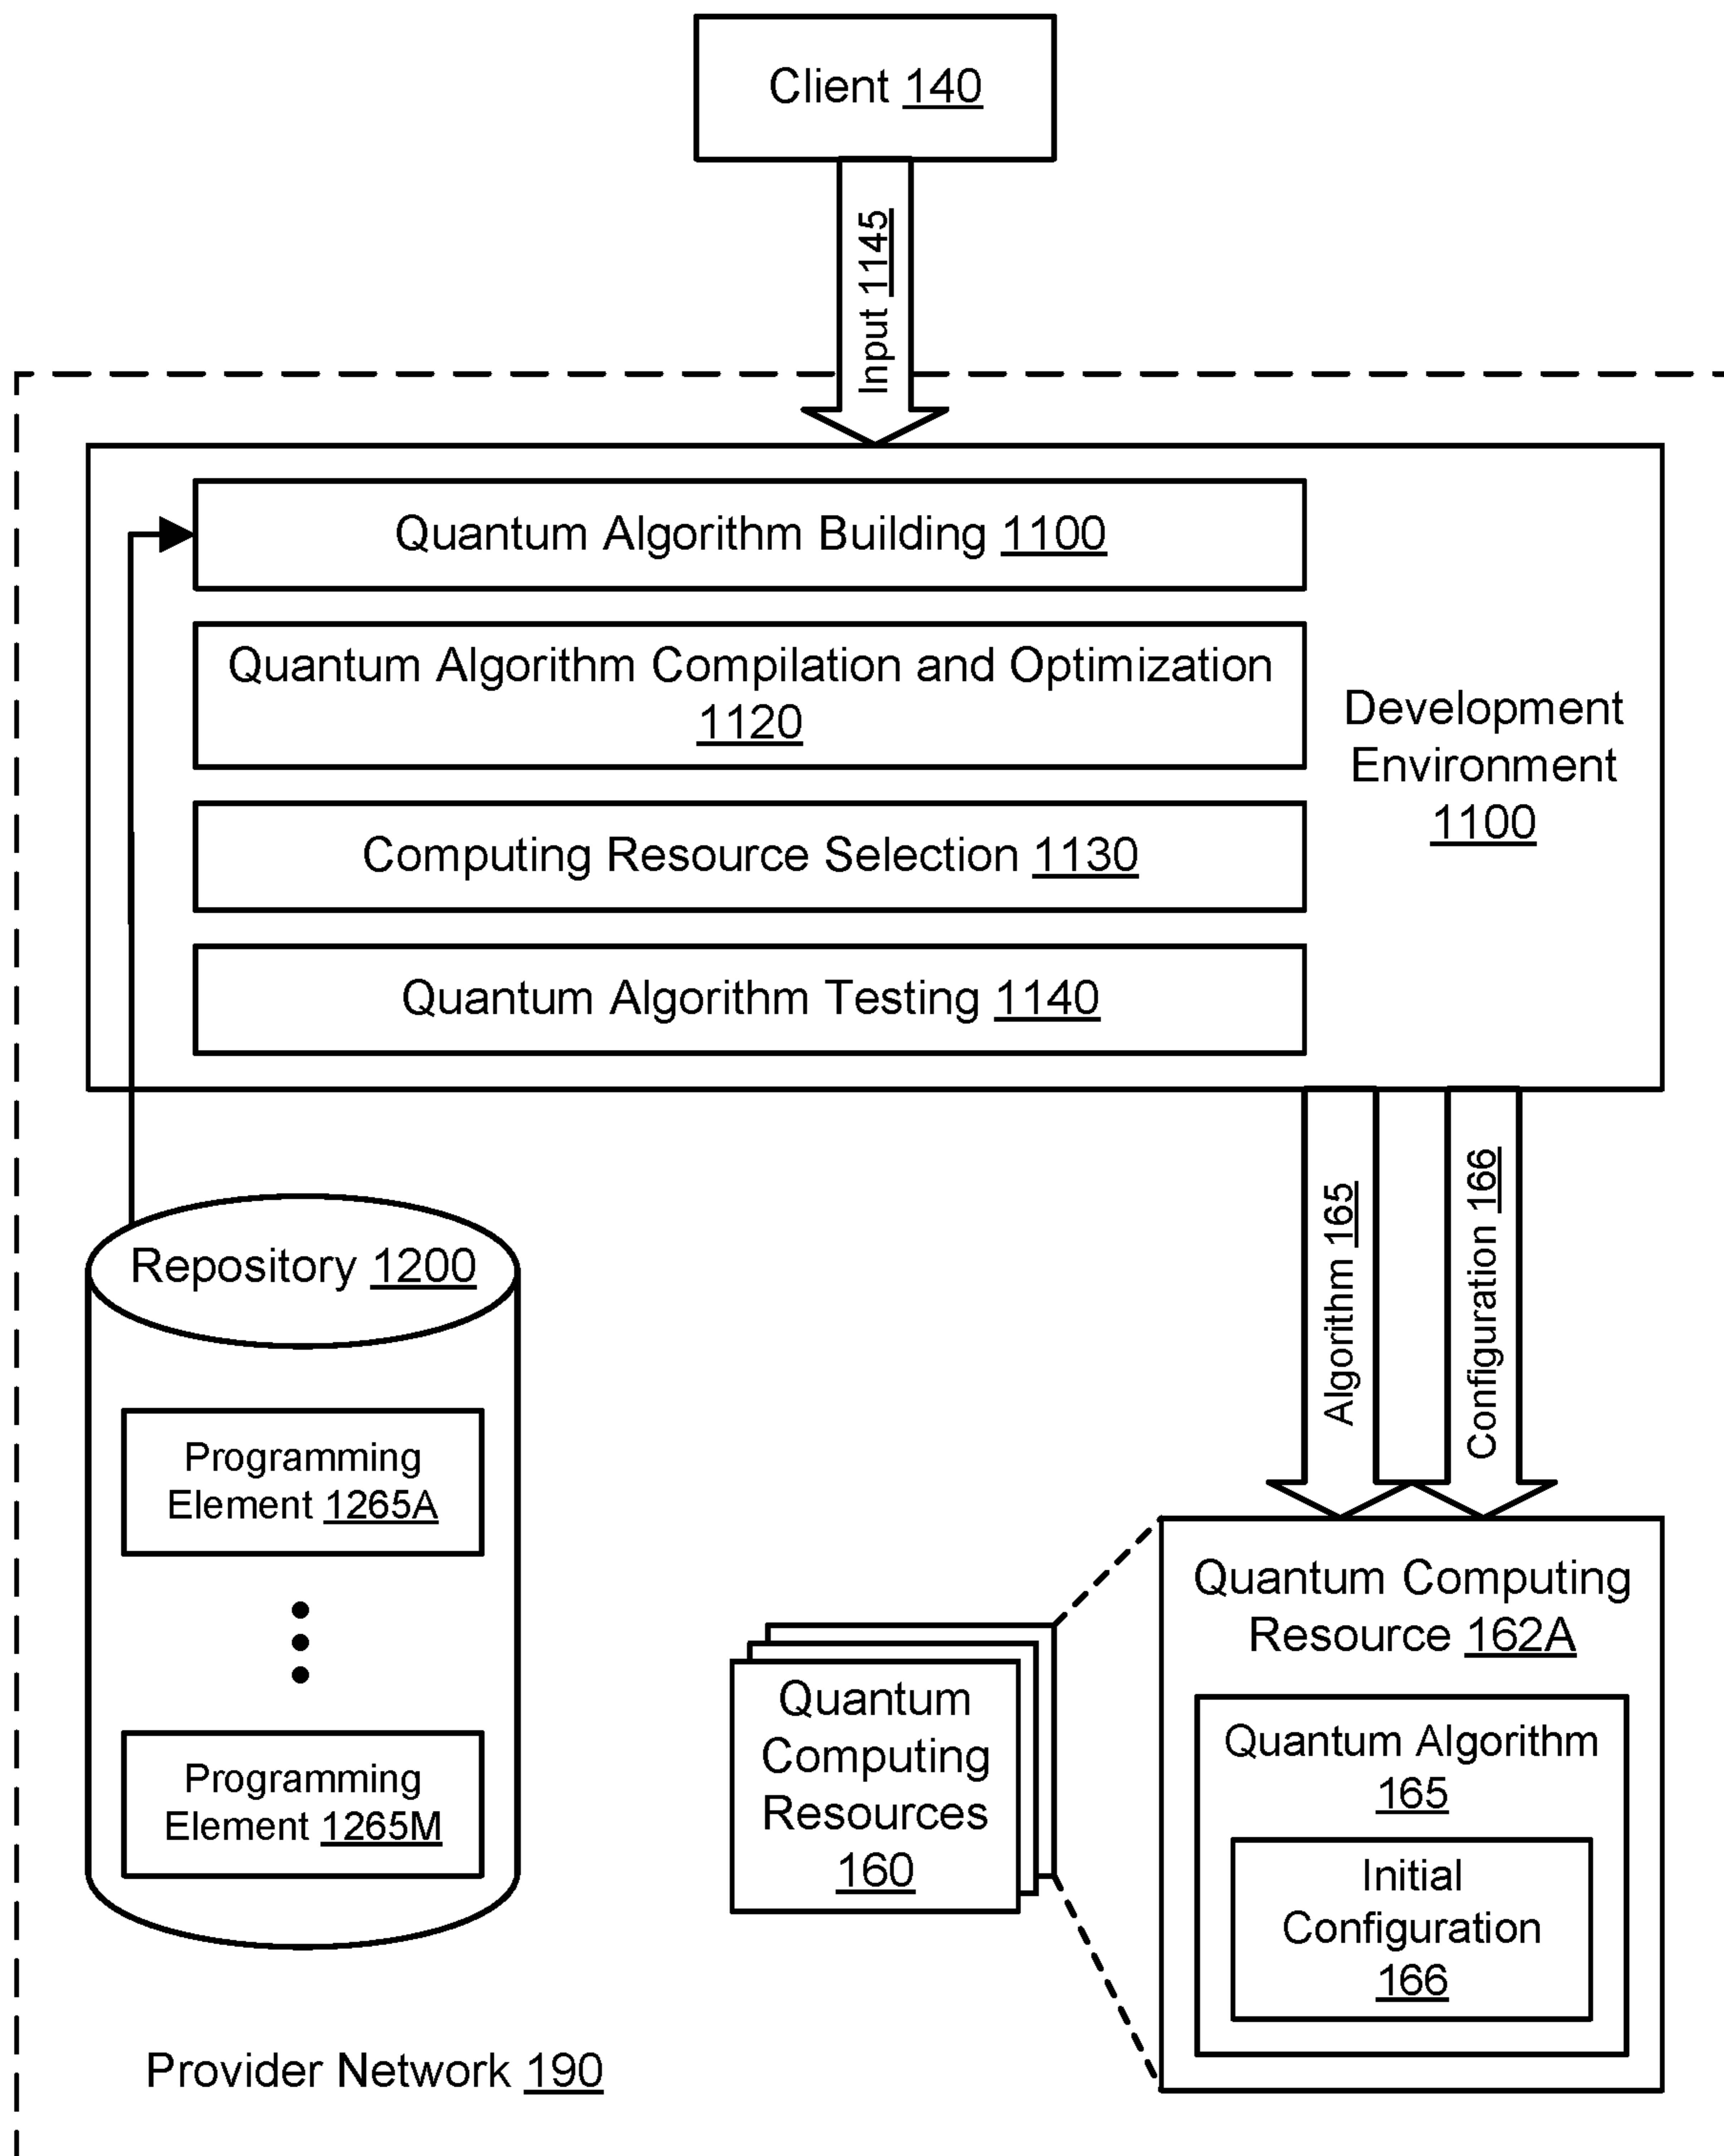 Client 140
Input 1145
Quantum Algorithm Building 1100
Quantum Algorithm Compilation and Optimization
1120
Computing Resource Selection 1130
Quantum Algorithm Testing 1140
Development
Environment
1100
Algorithm 165
Configuration 166
Repository 1200
Programming
Element 1265A
Programming
Element 1265M
Quantum
Computing
Resources
160
Quantum Computing
Resource 162A
Quantum Algorithm
165
Initial
Configuration
166
Provider Network 190